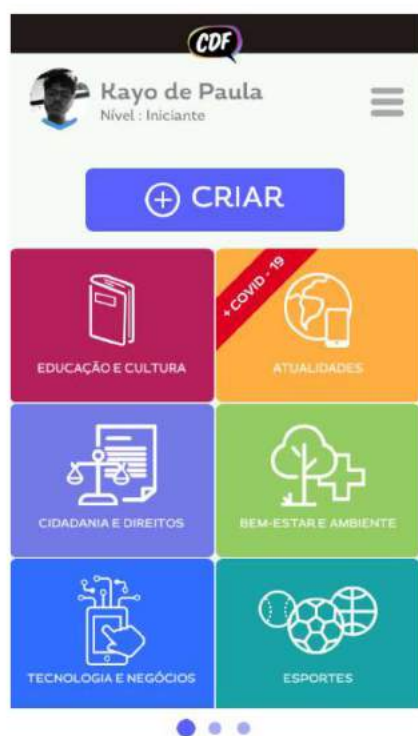 CDF
Kayo de Paula
Nível : Iniciante
CRIAR
+ COVID - 19
EDUCAÇÃO E CULTURA
ATUALIDADES
CIDADANIA E DIREITOS
BEM-ESTAR E AMBIENTE
TECNOLOGIA E NEGÓCIOS
ESPORTES